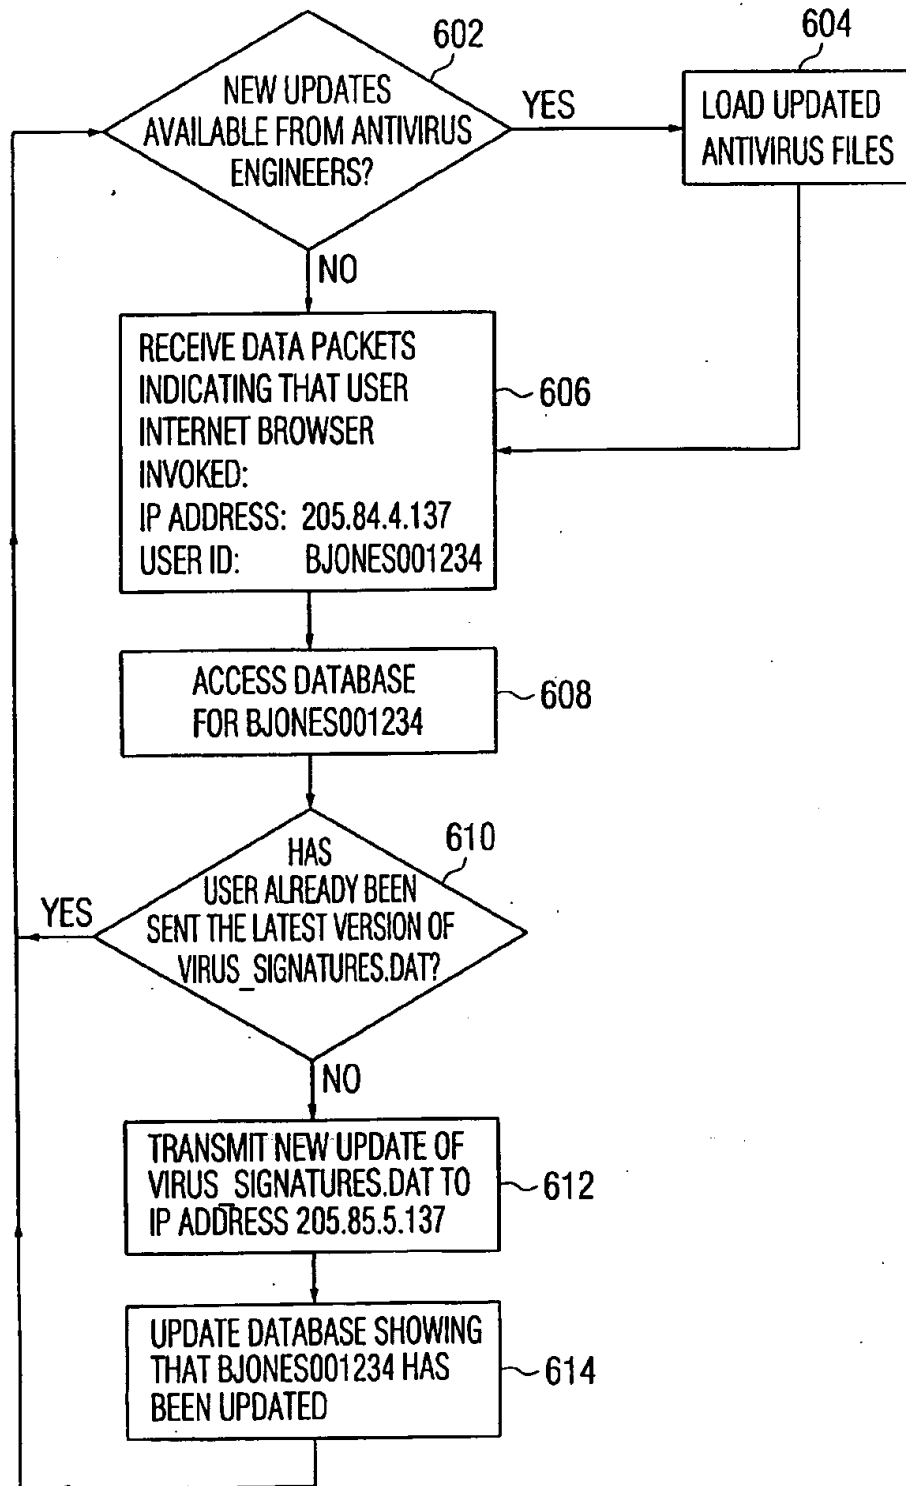 602
NEW UPDATES
AVAILABLE FROM ANTIVIRUS
ENGINEERS?
YES
604
LOAD UPDATED
ANTIVIRUS FILES
NO
RECEIVE DATA PACKETS
INDICATING THAT USER
INTERNET BROWSER
INVOKED:
IP ADDRESS: 205.84.4.137
USER ID: BJONES001234
606
ACCESS DATABASE
FOR BJONES001234
608
HAS
USER ALREADY BEEN
SENT THE LATEST VERSION OF
VIRUS_SIGNATURES.DAT?
610
YES
NO
TRANSMIT NEW UPDATE OF
VIRUS_SIGNATURES.DAT TO
IP ADDRESS 205.85.5.137
612
UPDATE DATABASE SHOWING
THAT BJONES001234 HAS
BEEN UPDATED
614